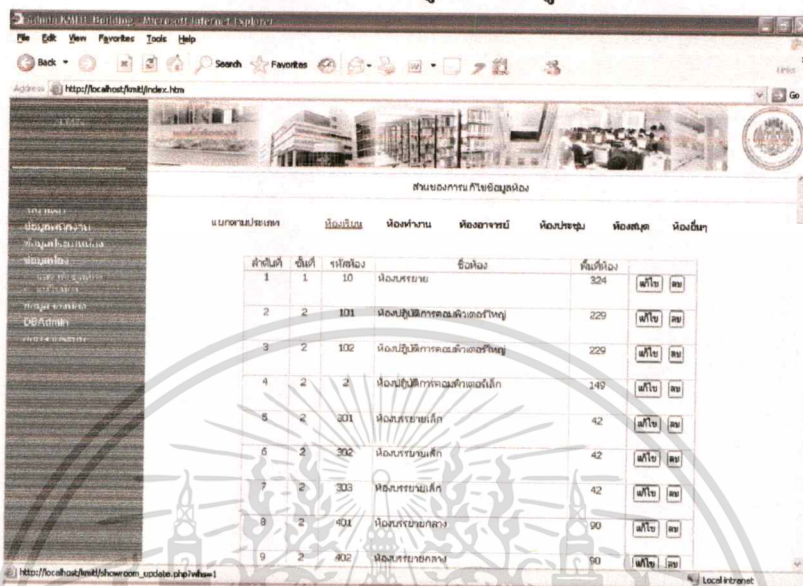 Admin KMITL Building - Microsoft Internet Explorer
File Edit View Favorites Tools Help
Back Search Favorites
Address http://localhost/kmitl/index.htm Go
ส่วนของการแก้ไขข้อมูลห้อง
แยกตามประเภท ห้องเรียน ห้องทำงาน ห้องอาจารย์ ห้องประชุม ห้องสมุด ห้องอื่นๆ
DBAdmin
ลำดับที่ ชั้นที่ รหัสห้อง ชื่อห้อง พื้นที่ห้อง
1 1 10 ห้องบรรยาย 324 แก้ไข ลบ
2 2 101 ห้องปฏิบัติการคอมพิวเตอร์ใหญ่ 229 แก้ไข ลบ
3 2 102 ห้องปฏิบัติการคอมพิวเตอร์ใหญ่ 229 แก้ไข ลบ
4 2 2 ห้องปฏิบัติการคอมพิวเตอร์เล็ก 149 แก้ไข ลบ
5 2 301 ห้องบรรยายเล็ก 42 แก้ไข ลบ
6 2 302 ห้องบรรยายเล็ก 42 แก้ไข ลบ
7 2 303 ห้องบรรยายเล็ก 42 แก้ไข ลบ
8 2 401 ห้องบรรยายกลาง 90 แก้ไข ลบ
9 2 402 ห้องบรรยายกลาง 90 แก้ไข ลบ
http://localhost/kmitl/showroom_update.php?whs=1 Local intranet